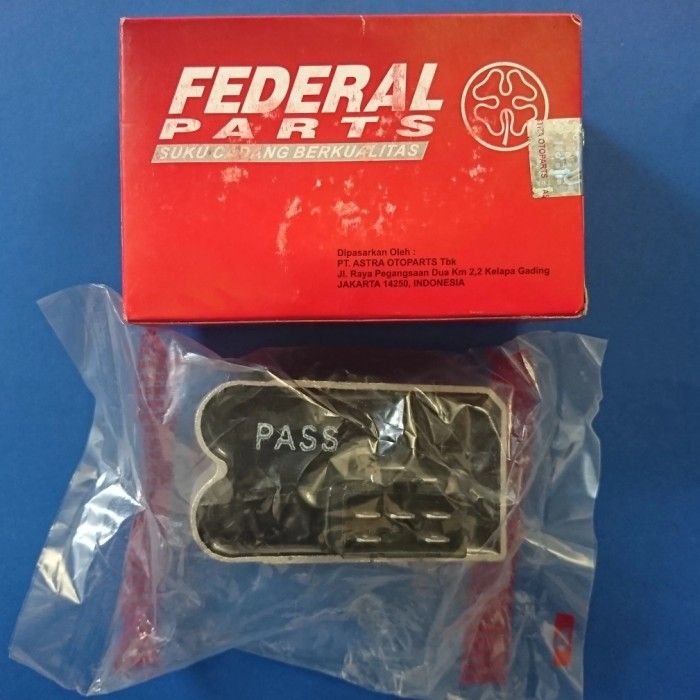 FEDERAL
PARTS
SUKU CADANG BERKUALITAS
Dipasarkan Oleh :
PT. ASTRA OTOPARTS Tbk
Jl. Raya Pegangsaan Dua Km 2,2 Kelapa Gading
JAKARTA 14250, INDONESIA
PASS